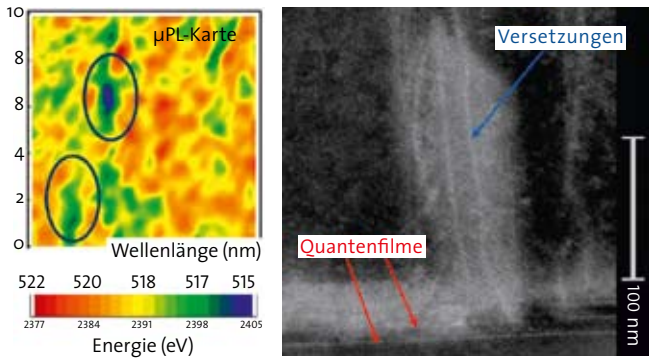 10
µPL-Karte
8
8
4
2
0
Wellenlänge (nm)
522 520 518 517 515
2377 2384 2391 2398 2405
Energie (eV)
Versetzungen
Quantenfilme
100 nm